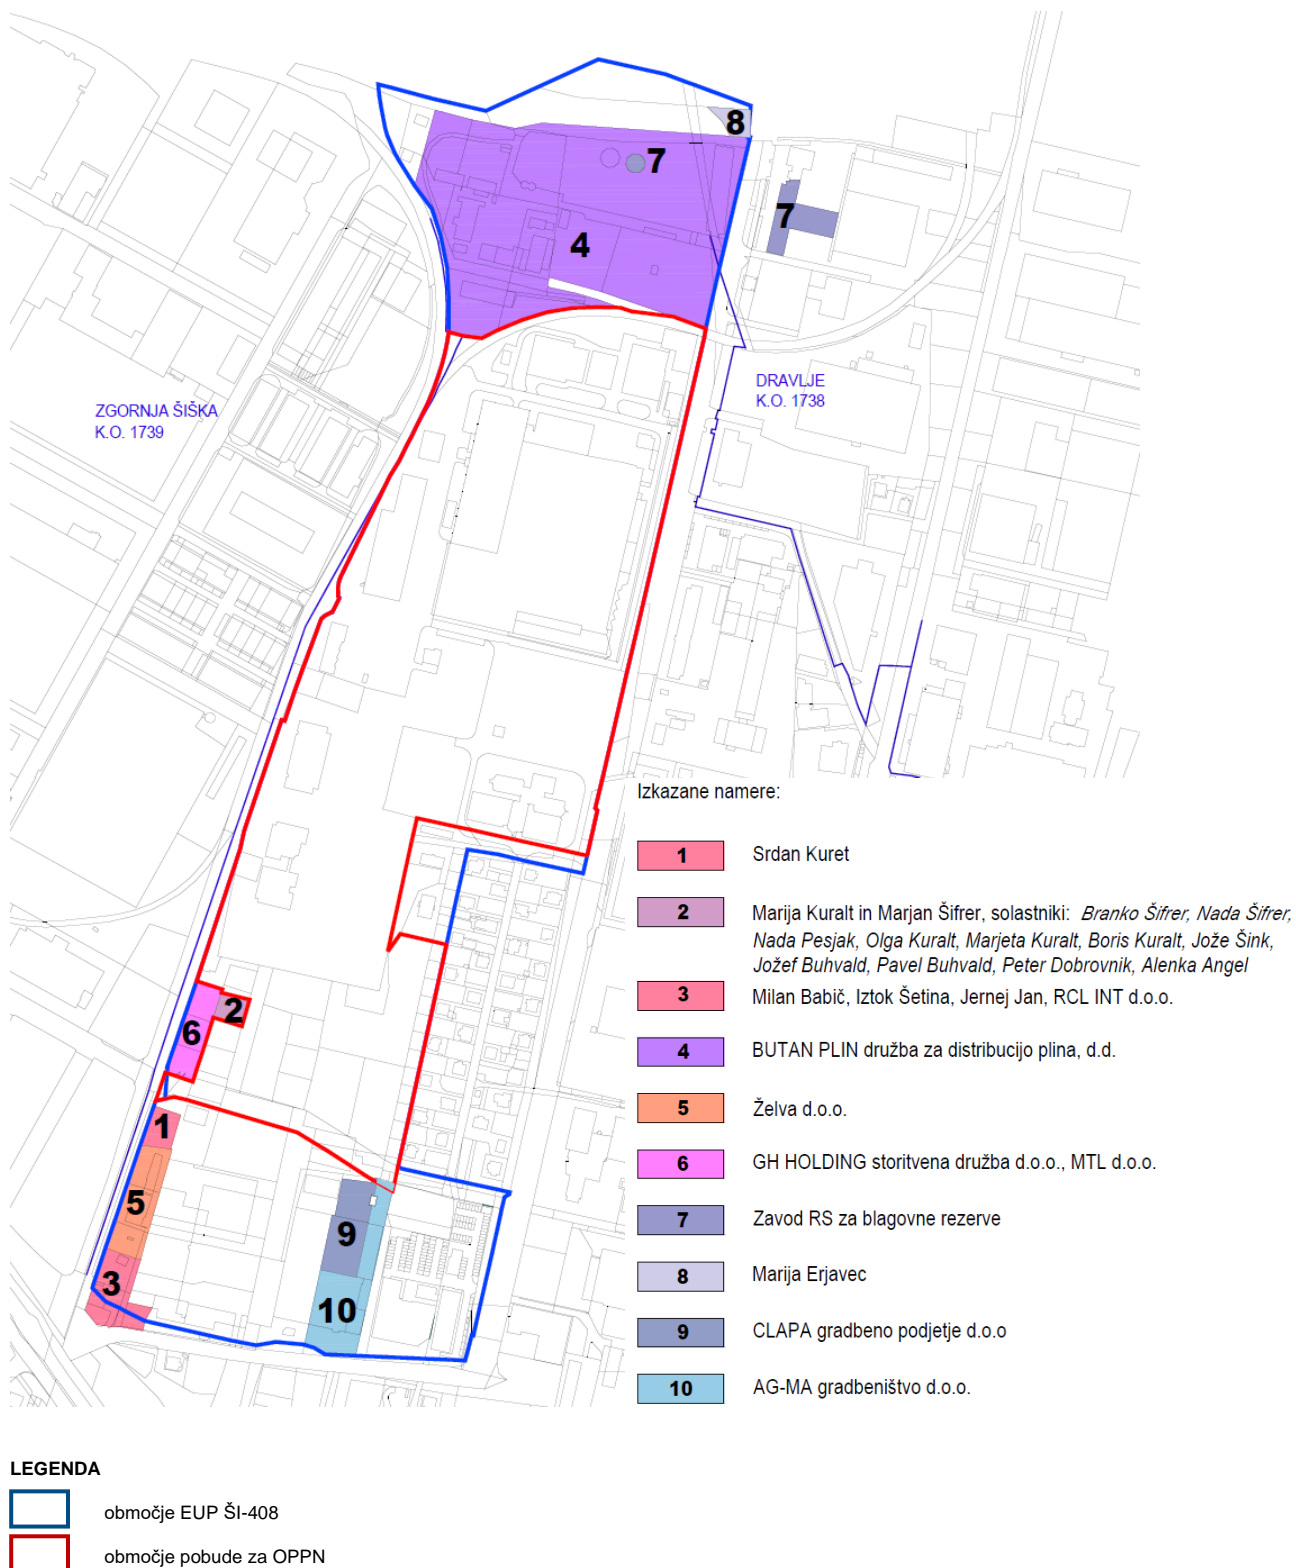 8
7
7
4
DRAVLJE
K.O. 1738
ZGORNJA ŠIŠKA
K.O. 1739
2
6
1
5
3
9
10
Izkazane namere:
1 Srdan Kuret
2 Marija Kuralt in Marjan Šifrer, solastniki: Branko Šifrer, Nada Šifrer,
Nada Pesjak, Olga Kuralt, Marjeta Kuralt, Boris Kuralt, Jože Šink,
Jožef Buhvald, Pavel Buhvald, Peter Dobrovnik, Alenka Angel
3 Milan Babič, Iztok Šetina, Jernej Jan, RCL INT d.o.o.
4 BUTAN PLIN družba za distribucijo plina, d.d.
5 Želva d.o.o.
6 GH HOLDING storitvena družba d.o.o., MTL d.o.o.
7 Zavod RS za blagovne rezerve
8 Marija Erjavec
9 CLAPA gradbeno podjetje d.o.o
10 AG-MA gradbeništvo d.o.o.
LEGENDA
območje EUP ŠI-408
območje pobude za OPPN